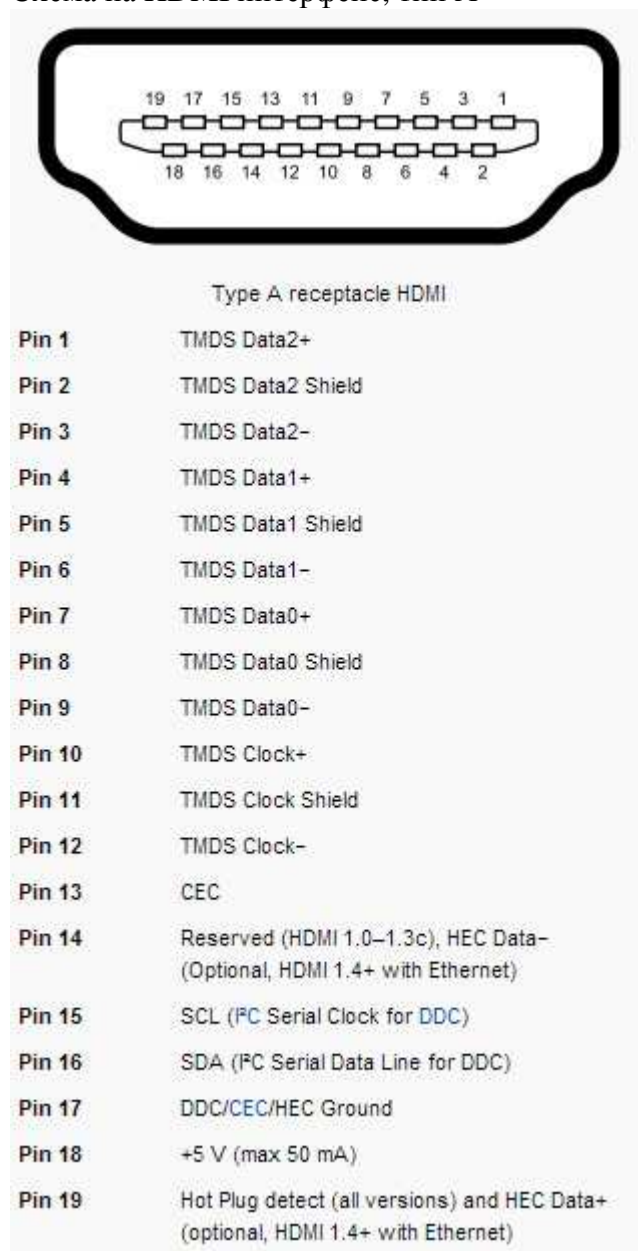 Схема на HDMI интерфейс, тип A
19 17 15 13 11 9 7 5 3 1
18 16 14 12 10 8 6 4 2
Type A receptacle HDMI
Pin 1 TMDS Data2+
Pin 2 TMDS Data2 Shield
Pin 3 TMDS Data2−
Pin 4 TMDS Data1+
Pin 5 TMDS Data1 Shield
Pin 6 TMDS Data1−
Pin 7 TMDS Data0+
Pin 8 TMDS Data0 Shield
Pin 9 TMDS Data0−
Pin 10 TMDS Clock+
Pin 11 TMDS Clock Shield
Pin 12 TMDS Clock−
Pin 13 CEC
Pin 14 Reserved (HDMI 1.0–1.3c), HEC Data−
(Optional, HDMI 1.4+ with Ethernet)
Pin 15 SCL (I²C Serial Clock for DDC)
Pin 16 SDA (I²C Serial Data Line for DDC)
Pin 17 DDC/CEC/HEC Ground
Pin 18 +5 V (max 50 mA)
Pin 19 Hot Plug detect (all versions) and HEC Data+
(optional, HDMI 1.4+ with Ethernet)